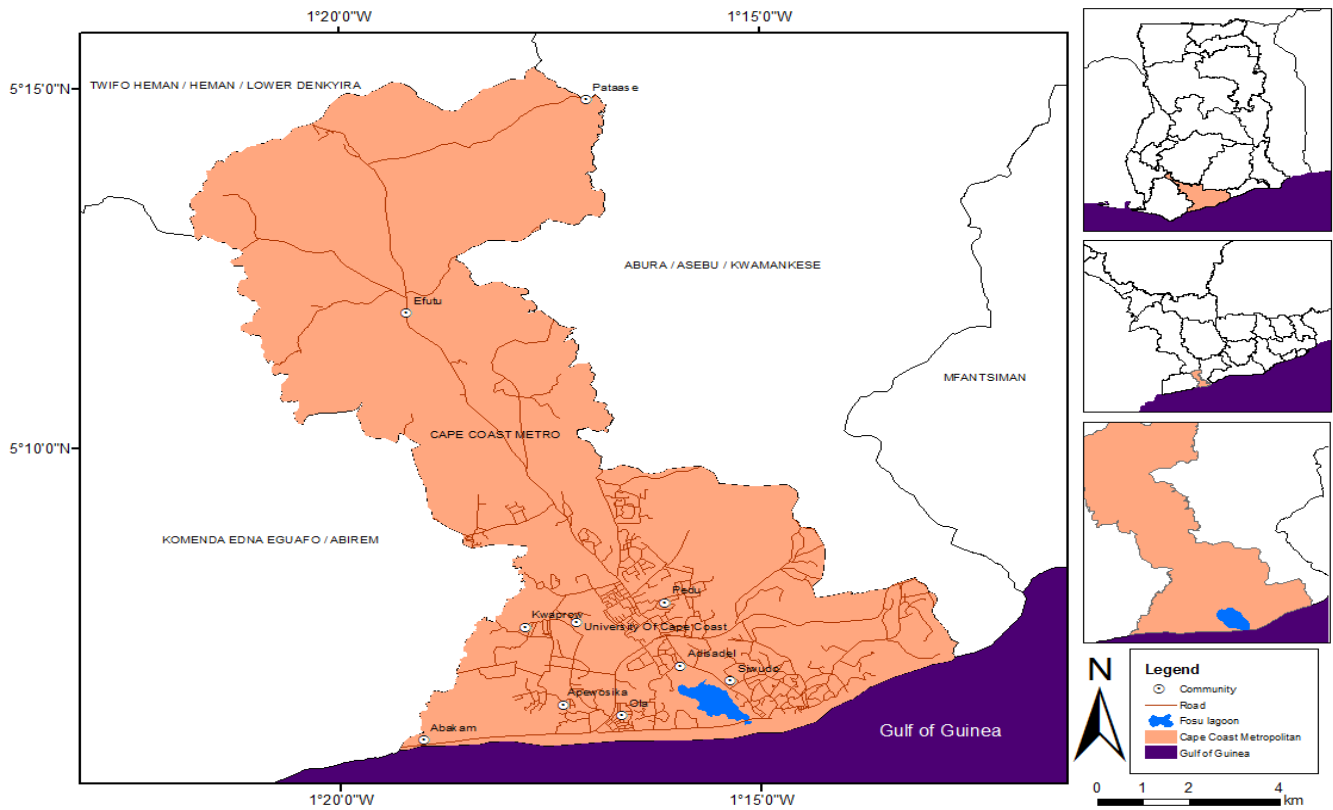 1°20'0"W 1°15'0"W
5°15'0"N
TWIFO HEMAN / HEMAN / LOWER DENKYIRA
Pataase
ABURA / ASEBU / KWAMANKESE
Efutu
MFANTSIMAN
CAPE COAST METRO
5°10'0"N
KOMENDA EDNA EGUAFO / ABIREM
Pedu
Kwaprow
University Of Cape Coast
Adisadel
Siwudo
Apewosika
Ola
Abakam
Gulf of Guinea
1°20'0"W 1°15'0"W
N
Legend
Community
Road
Fosu lagoon
Cape Coast Metropolitan
Gulf of Guinea
0 1 2 4
km